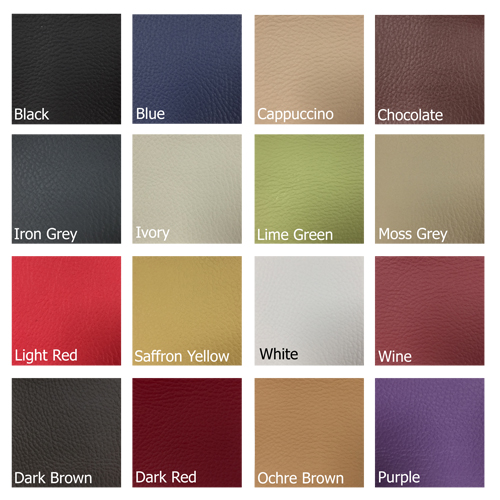 Black
Blue
Cappuccino
Chocolate
Iron Grey
Ivory
Lime Green
Moss Grey
Light Red
Saffron Yellow
White
Wine
Dark Brown
Dark Red
Ochre Brown
Purple